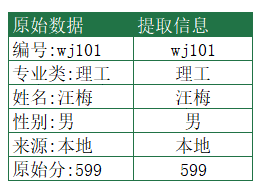 原始数据 提取信息
编号:wj101 wj101
专业类:理工 理工
姓名:汪梅 汪梅
性别:男 男
来源:本地 本地
原始分:599 599